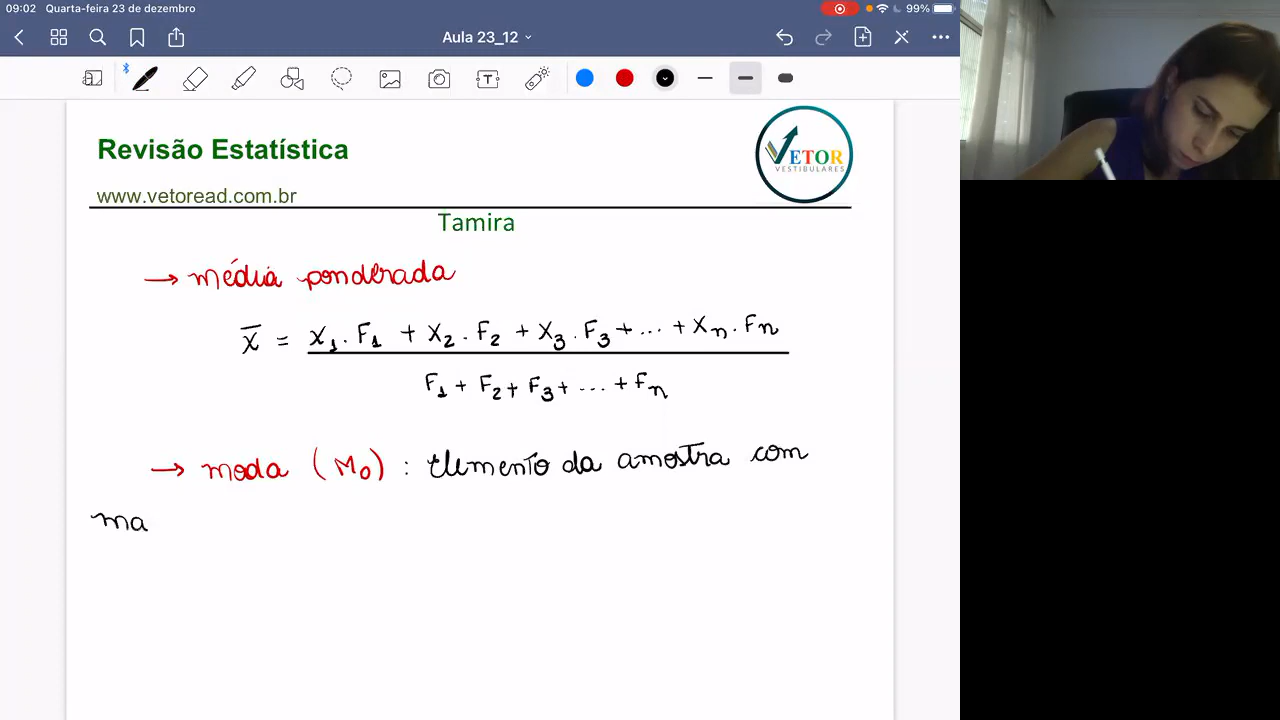 09:02 Quarta-feira 23 de dezembro 99%
Aula 23_12
Revisão Estatística
VETOR
VESTIBULARES
www.vetoread.com.br
Tamira
→ média ponderada
x̄ = x₁ . F₁ + x₂ . F₂ + x₃ . F₃ + ... + xₙ . Fₙ
F₁ + F₂ + F₃ + ... + Fₙ
→ moda (Mo) : elemento da amostra com
ma